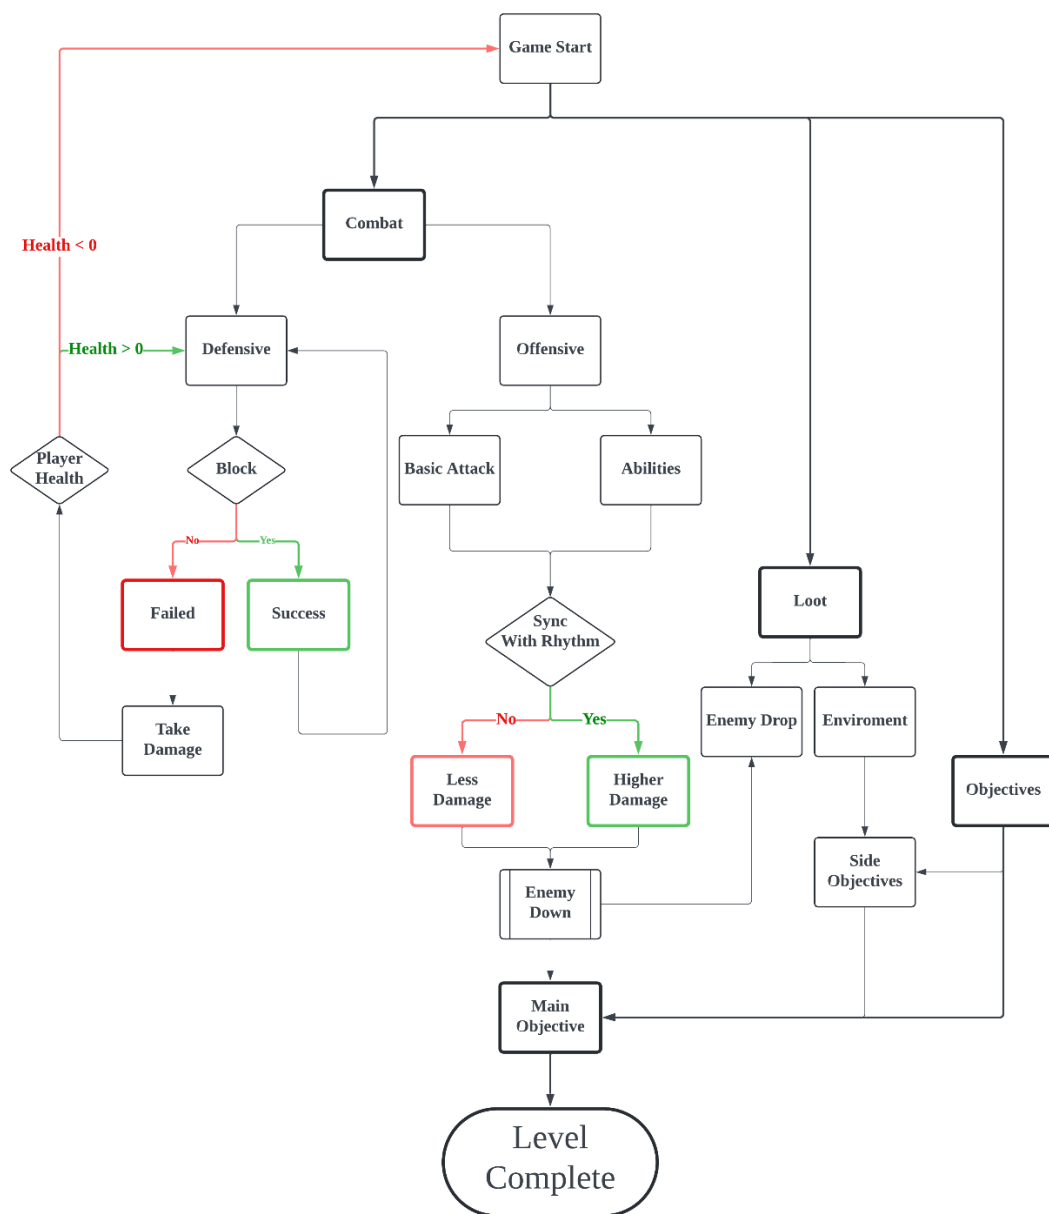 Game Start
Combat
Health < 0
Defensive
Health > 0
Offensive
Player
Health
Block
Basic Attack
Abilities
No
Yes
Failed
Success
Sync
With Rhythm
Loot
Take
Damage
No
Yes
Enemy Drop
Enviroment
Less
Damage
Higher
Damage
Objectives
Side
Objectives
Enemy
Down
Main
Objective
Level
Complete